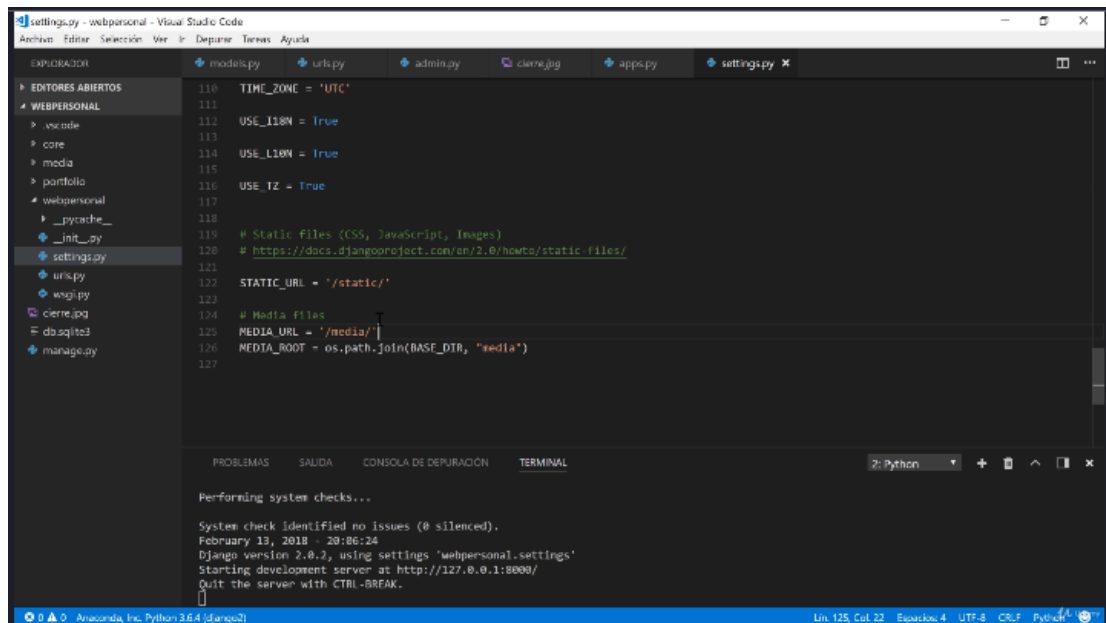 settings.py - webpersonal - Visual Studio Code
Archivo Editar Selección Ver Ir Depurar Tareas Ayuda
EXPLORADOR
models.py urls.py admin.py cierre.jpg apps.py settings.py
EDITORES ABIERTOS
WEBPERSONAL
.vscode
core
media
portfolio
webpersonal
__pycache__
__init__.py
settings.py
urls.py
wsgi.py
cierre.jpg
db.sqlite3
manage.py
110 TIME_ZONE = 'UTC'
111
112 USE_I18N = True
113
114 USE_L10N = True
115
116 USE_TZ = True
117
118
119 # Static files (CSS, JavaScript, Images)
120 # https://docs.djangoproject.com/en/2.0/howto/static-files/
121
122 STATIC_URL = '/static/'
123
124 # Media files
125 MEDIA_URL = '/media/'
126 MEDIA_ROOT = os.path.join(BASE_DIR, "media")
127
PROBLEMAS SALIDA CONSOLA DE DEPURACIÓN TERMINAL
2: Python
Performing system checks...
System check identified no issues (0 silenced).
February 13, 2018 - 20:06:24
Django version 2.0.2, using settings 'webpersonal.settings'
Starting development server at http://127.0.0.1:8000/
Quit the server with CTRL-BREAK.
0 0 Anaconda, Inc. Python 3.6.4 (django2)
Lín. 125, Col. 22 Espacios: 4 UTF-8 CRLF Python